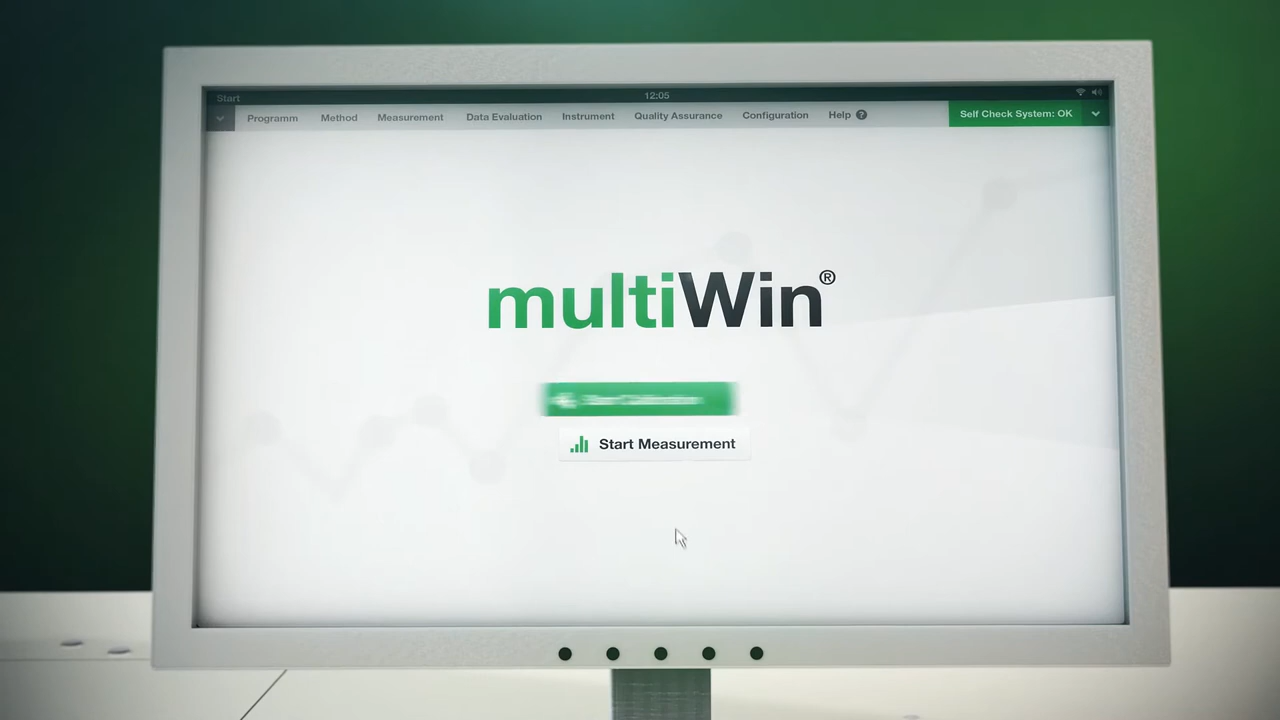 Start
12:05
Programm Method Measurement Data Evaluation Instrument Quality Assurance Configuration Help ? Self Check System: OK
multiWin®
Start Measurement